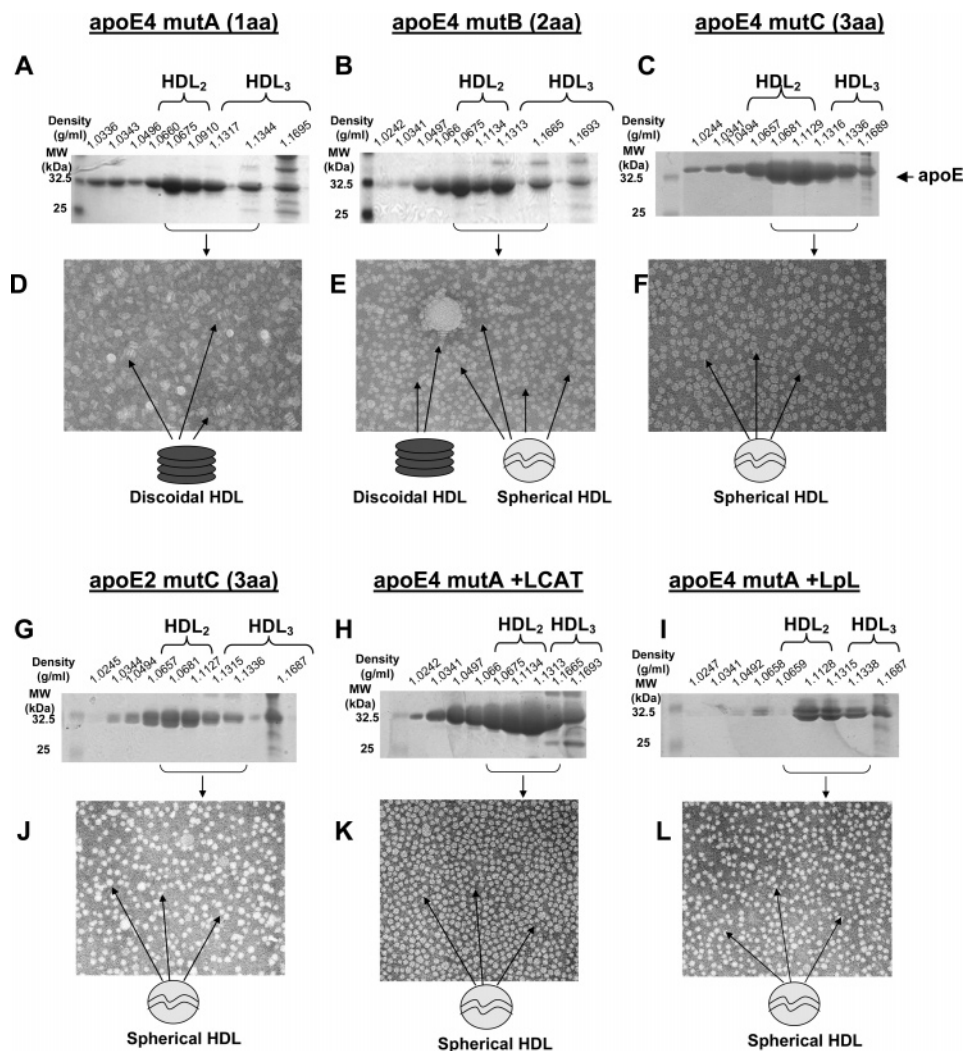 apoE4 mutA (1aa)
apoE4 mutB (2aa)
apoE4 mutC (3aa)
A
HDL2
HDL3
Density
(g/ml)
1.0336
1.0343
1.0496
1.0660
1.0675
1.0910
1.1317
1.1344
1.1695
MW
(kDa)
32.5
25
B
HDL2
HDL3
Density
(g/ml)
1.0242
1.0341
1.0497
1.066
1.0675
1.1134
1.1313
1.1665
1.1693
MW
(kDa)
32.5
25
C
HDL2
HDL3
Density
(g/ml)
1.0244
1.0341
1.0494
1.0657
1.0681
1.1129
1.1316
1.1336
1.1689
MW
(kDa)
32.5
25
apoE
D
Discoidal HDL
E
Discoidal HDL
Spherical HDL
F
Spherical HDL
apoE2 mutC (3aa)
apoE4 mutA +LCAT
apoE4 mutA +LpL
G
HDL2
HDL3
Density
(g/ml)
1.0245
1.0344
1.0494
1.0657
1.0681
1.1127
1.1315
1.1336
1.1687
MW
(kDa)
32.5
25
H
HDL2
HDL3
Density
(g/ml)
1.0242
1.0341
1.0497
1.066
1.0675
1.1134
1.1313
1.1665
1.1693
MW
(kDa)
32.5
25
I
HDL2
HDL3
Density
(g/ml)
1.0247
1.0341
1.0492
1.0658
1.0659
1.1128
1.1315
1.1338
1.1687
MW
(kDa)
32.5
25
J
Spherical HDL
K
Spherical HDL
L
Spherical HDL